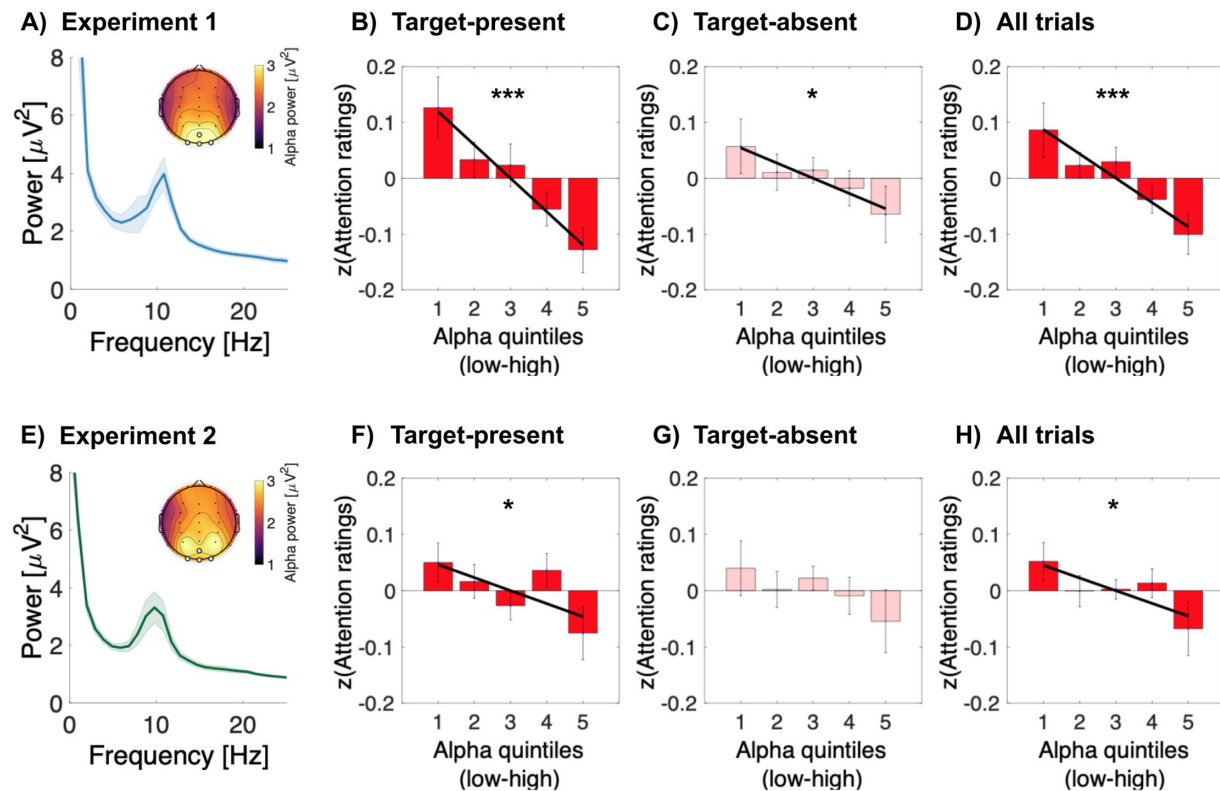 A) Experiment 1
8
6
4
2
0
0 10 20
Power [μV²]
Frequency [Hz]
3
2
1
Alpha power [μV²]
B) Target-present
0.2
0.1
0
-0.1
-0.2
z(Attention ratings)
***
1 2 3 4 5
Alpha quintiles
(low-high)
C) Target-absent
0.2
0.1
0
-0.1
-0.2
z(Attention ratings)
*
1 2 3 4 5
Alpha quintiles
(low-high)
D) All trials
0.2
0.1
0
-0.1
-0.2
z(Attention ratings)
***
1 2 3 4 5
Alpha quintiles
(low-high)
E) Experiment 2
8
6
4
2
0
0 10 20
Power [μV²]
Frequency [Hz]
3
2
1
Alpha power [μV²]
F) Target-present
0.2
0.1
0
-0.1
-0.2
z(Attention ratings)
*
1 2 3 4 5
Alpha quintiles
(low-high)
G) Target-absent
0.2
0.1
0
-0.1
-0.2
z(Attention ratings)
1 2 3 4 5
Alpha quintiles
(low-high)
H) All trials
0.2
0.1
0
-0.1
-0.2
z(Attention ratings)
*
1 2 3 4 5
Alpha quintiles
(low-high)